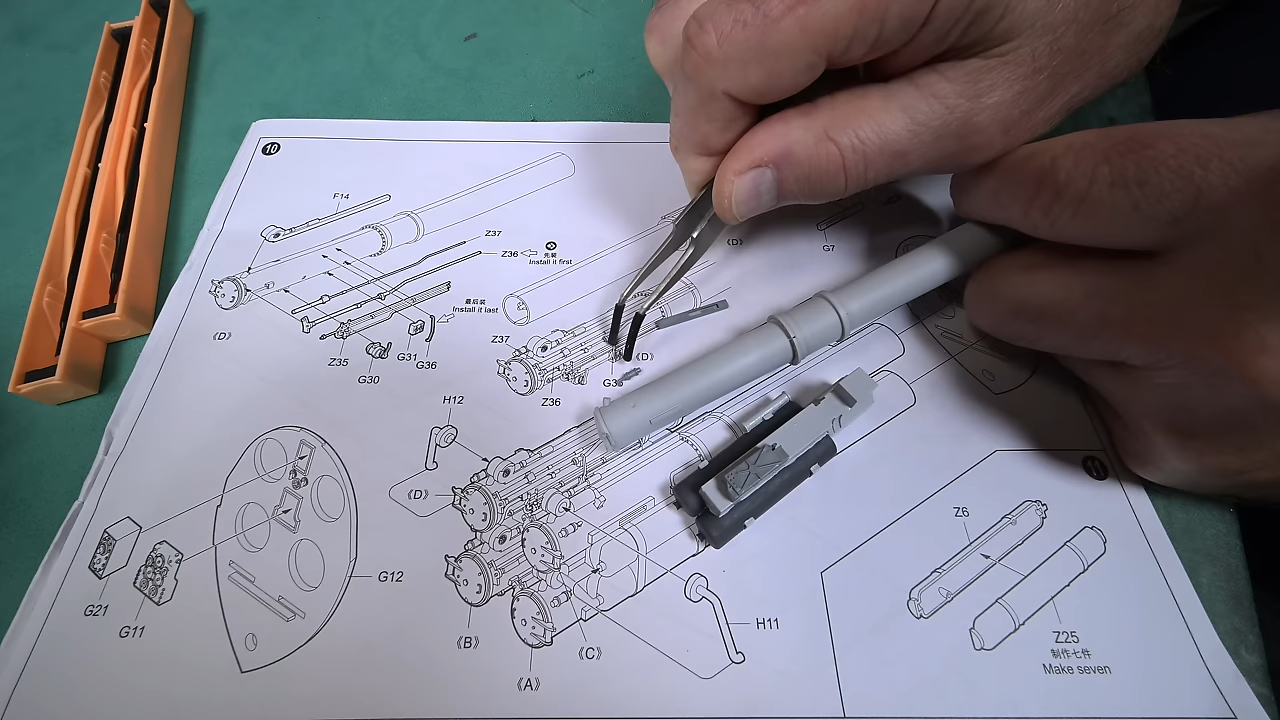 10
F14
Z37
Z36
先装
Install it first
最后装
Install it last
G31
G36
Z35
G30
《D》
G7
《D》
Z37
《D》
Z36
H12
《D》
G12
G21
G11
《B》
《C》
《A》
H11
11
Z6
Z25
制作七件
Make seven